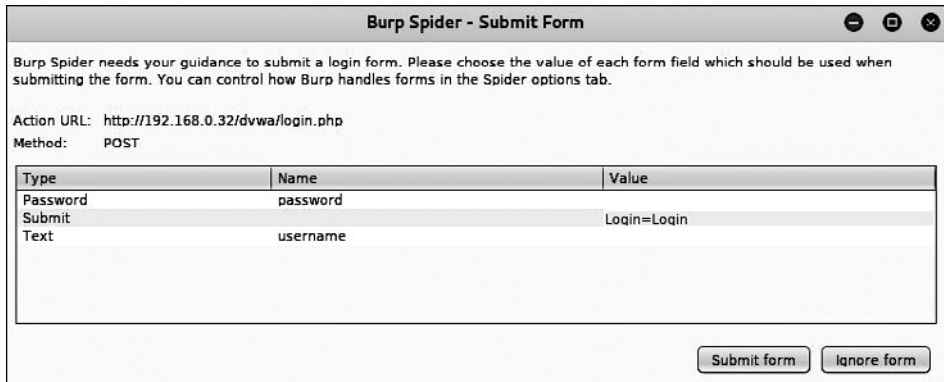 Burp Spider - Submit Form
Burp Spider needs your guidance to submit a login form. Please choose the value of each form field which should be used when
submitting the form. You can control how Burp handles forms in the Spider options tab.
Action URL: http://192.168.0.32/dvwa/login.php
Method: POST
Type Name Value
Password password
Submit Login=Login
Text username
Submit form Ignore form